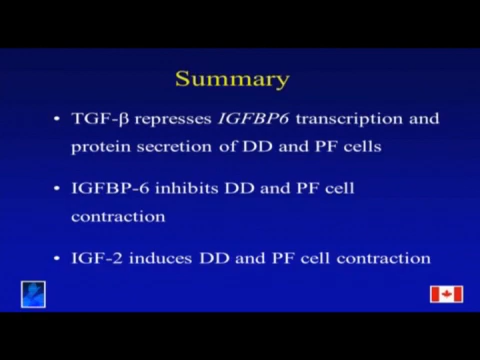 Summary
• TGF-β represses IGFBP6 transcription and
protein secretion of DD and PF cells
• IGFBP-6 inhibits DD and PF cell
contraction
• IGF-2 induces DD and PF cell contraction